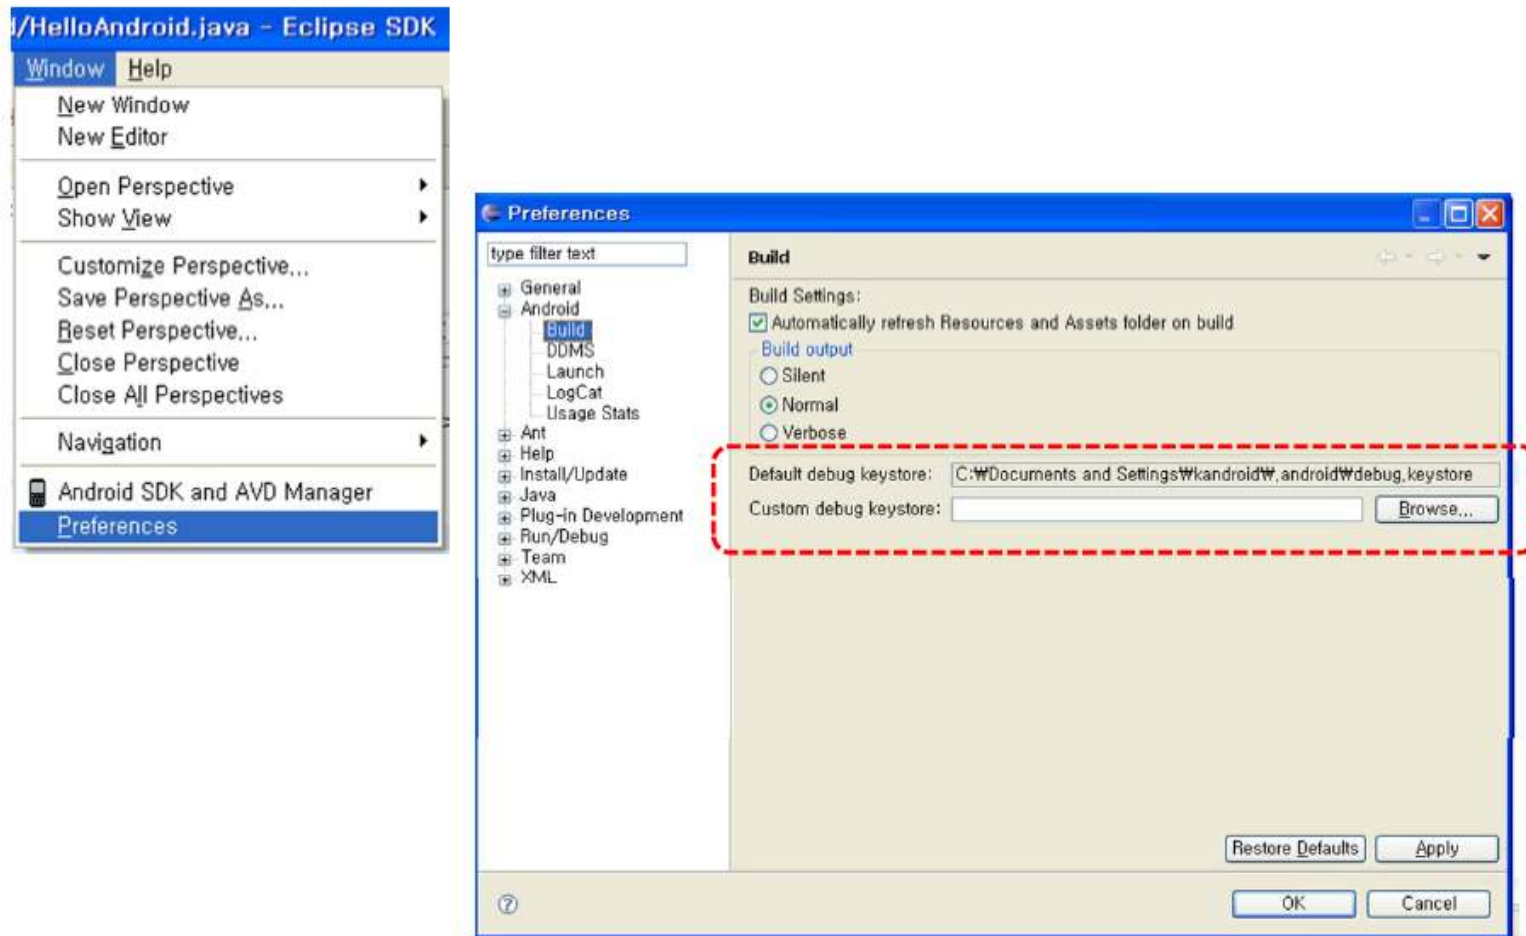 /HelloAndroid.java - Eclipse SDK
Window Help
New Window
New Editor
Open Perspective
Show View
Customize Perspective...
Save Perspective As...
Reset Perspective...
Close Perspective
Close All Perspectives
Navigation
Android SDK and AVD Manager
Preferences
Preferences
type filter text
General
Android
Build
DDMS
Launch
LogCat
Usage Stats
Ant
Help
Install/Update
Java
Plug-in Development
Run/Debug
Team
XML
Build
Build Settings:
Automatically refresh Resources and Assets folder on build
Build output
Silent
Normal
Verbose
Default debug keystore: C:₩Documents and Settings₩kandroid₩.android₩debug.keystore
Custom debug keystore: Browse...
Restore Defaults Apply
OK Cancel